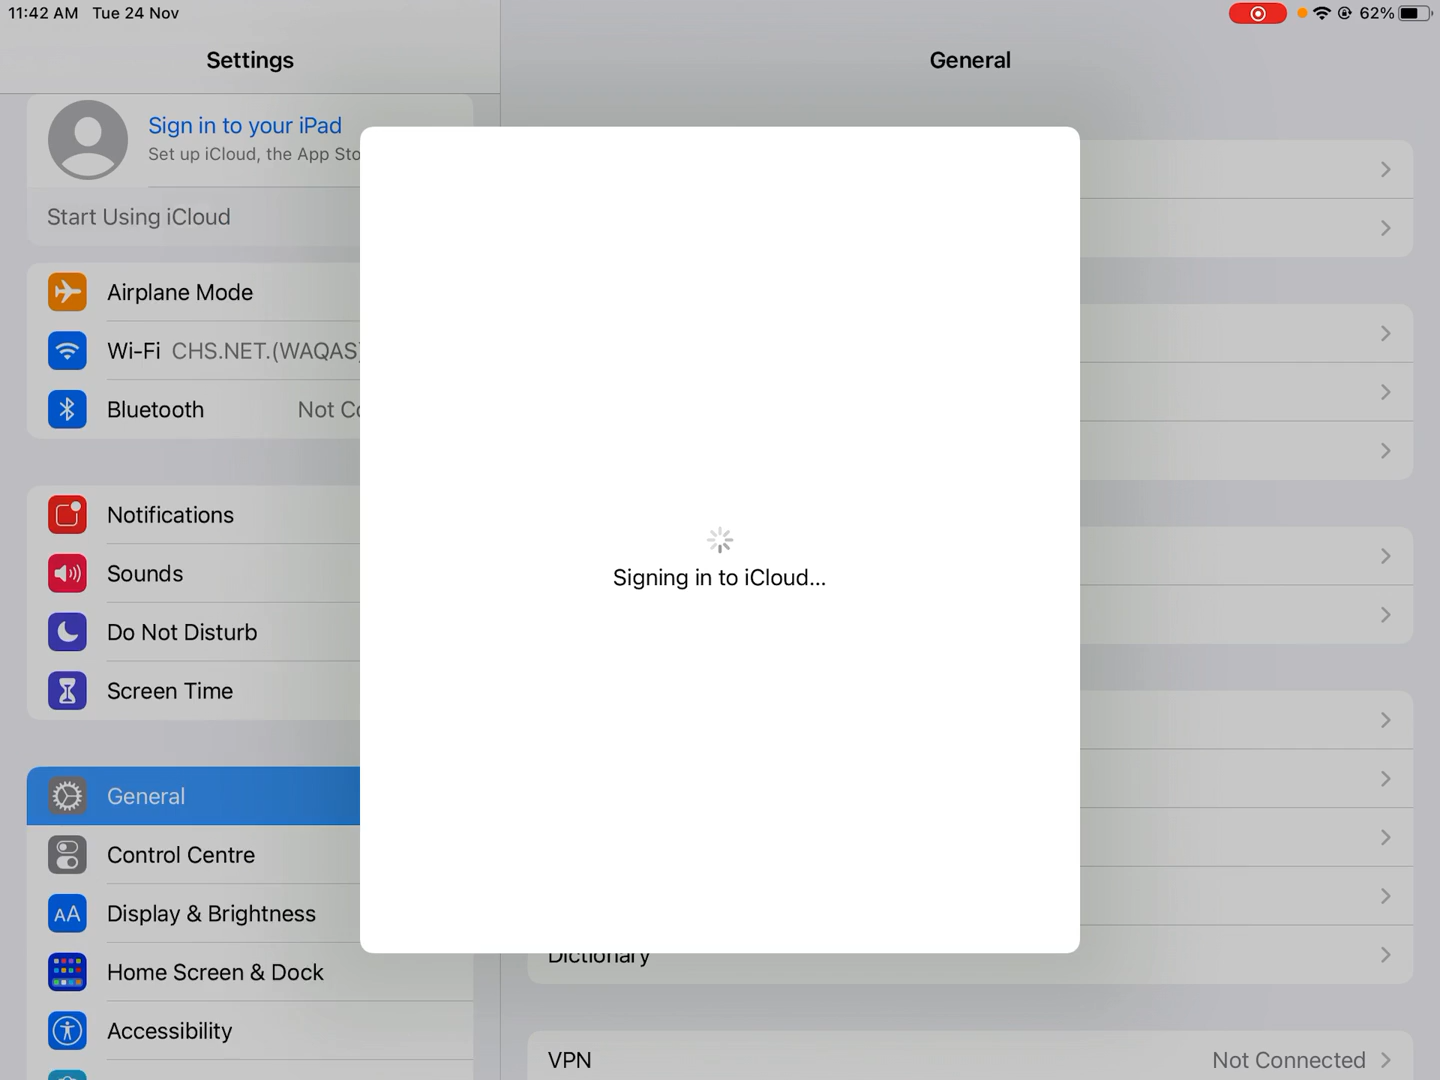 11:42 AM Tue 24 Nov
62%
Settings
General
Sign in to your iPad
Set up iCloud, the App
Start Using iCloud
Airplane Mode
Wi-Fi CHS.NET.(WAQAS)
Bluetooth Not
Notifications
Sounds
Do Not Disturb
Screen Time
General
Control Centre
AA Display & Brightness
Home Screen & Dock
Accessibility
Signing in to iCloud...
Dictionary
VPN Not Connected